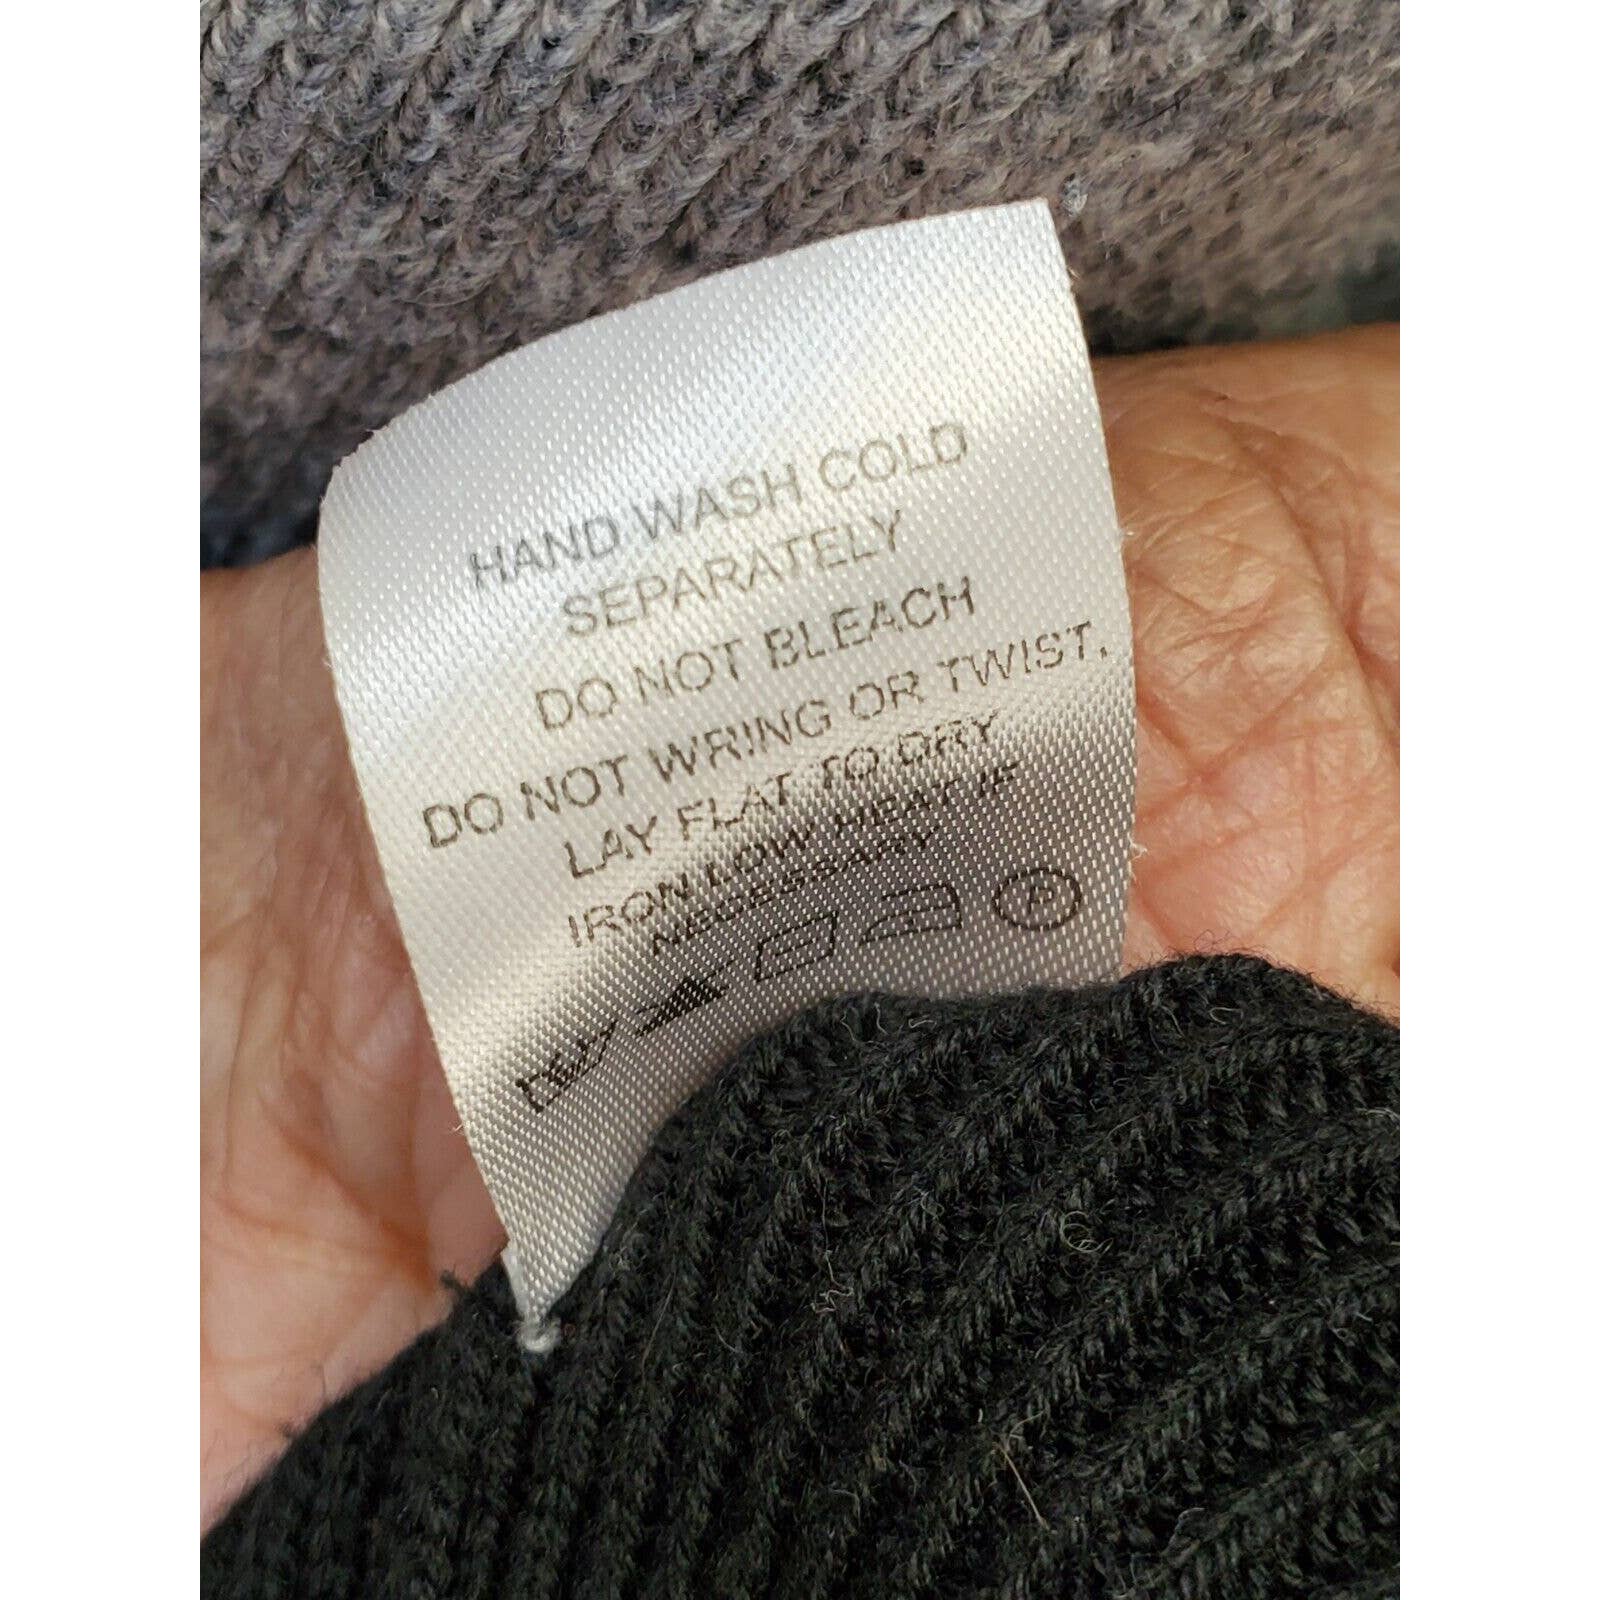 HAND WASH COLD
SEPARATELY
DO NOT BLEACH
DO NOT WRING OR TWIST.
LAY FLAT TO DRY
IRON LOW HEAT IF
NECESSARY
P